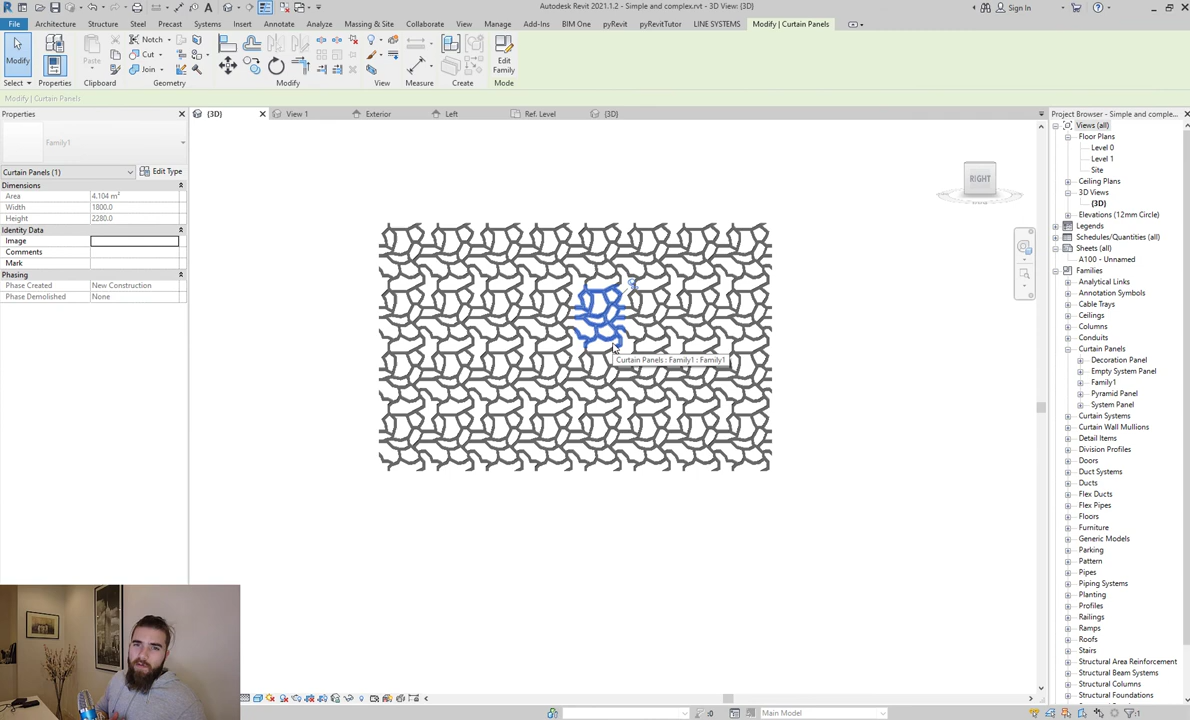 Autodesk Revit 2021.1.2 - Simple and complex.rvt - 3D View: {3D}
Sign In
File Architecture Structure Steel Precast Systems Insert Annotate Analyze Massing & Site Collaborate View Manage Add-Ins BIM One pyRevit pyRevitTutor LINE SYSTEMS Modify | Curtain Panels
Notch
Cut
Join
Modify
Paste
Edit
Family
Select Properties Clipboard Geometry Modify View Measure Create Mode
Modify | Curtain Panels
Properties
{3D} View 1 Exterior Left Ref. Level {3D}
Project Browser - Simple and comple...
Family1
Curtain Panels (1) Edit Type
Dimensions
Area 4.104 m²
Width 1800.0
Height 2280.0
Identity Data
Image
Comments
Mark
Phasing
Phase Created New Construction
Phase Demolished None
RIGHT
Curtain Panels : Family1 : Family1
Views (all)
Floor Plans
Level 0
Level 1
Site
Ceiling Plans
3D Views
{3D}
Elevations (12mm Circle)
Legends
Schedules/Quantities (all)
Sheets (all)
A100 - Unnamed
Families
Analytical Links
Annotation Symbols
Cable Trays
Ceilings
Columns
Conduits
Curtain Panels
Decoration Panel
Empty System Panel
Family1
Pyramid Panel
System Panel
Curtain Systems
Curtain Wall Mullions
Detail Items
Division Profiles
Doors
Duct Systems
Ducts
Flex Ducts
Flex Pipes
Floors
Furniture
Generic Models
Parking
Pattern
Pipes
Piping Systems
Planting
Profiles
Railings
Ramps
Roofs
Stairs
Structural Area Reinforcement
Structural Beam Systems
Structural Columns
Structural Foundations
:0 Main Model